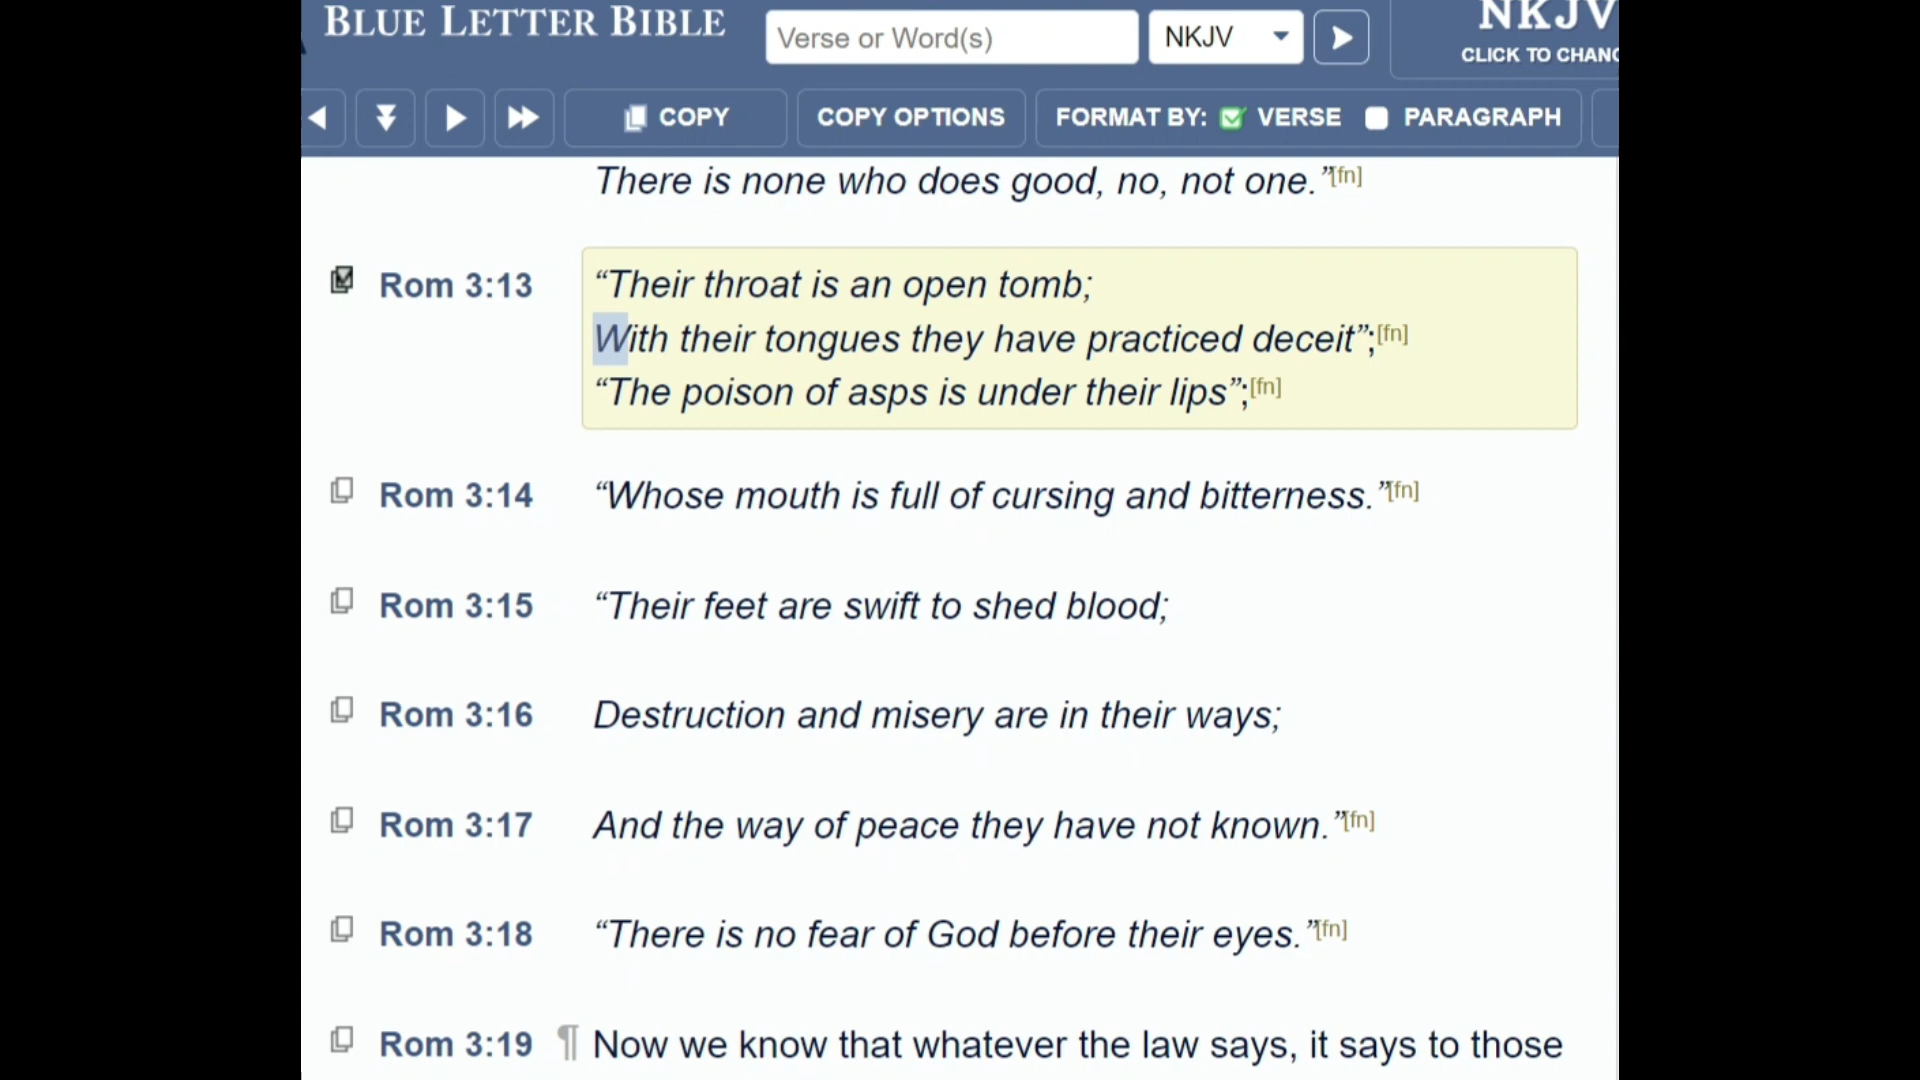 BLUE LETTER BIBLE
Verse or Word(s)
NKJV
NKJV
CLICK TO CHANG
COPY
COPY OPTIONS
FORMAT BY: VERSE PARAGRAPH
There is none who does good, no, not one.”[fn]
Rom 3:13 “Their throat is an open tomb;
With their tongues they have practiced deceit”;[fn]
“The poison of asps is under their lips”;[fn]
Rom 3:14 “Whose mouth is full of cursing and bitterness.”[fn]
Rom 3:15 “Their feet are swift to shed blood;
Rom 3:16 Destruction and misery are in their ways;
Rom 3:17 And the way of peace they have not known.”[fn]
Rom 3:18 “There is no fear of God before their eyes.”[fn]
Rom 3:19 ¶ Now we know that whatever the law says, it says to those